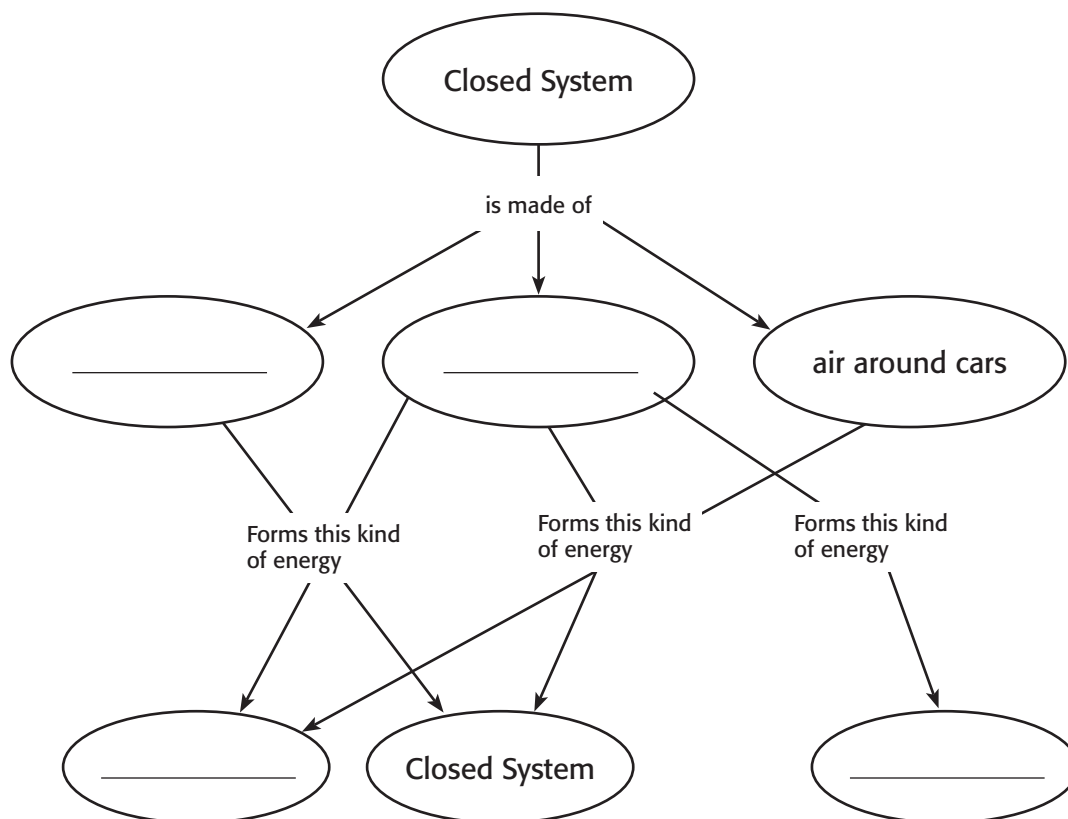 Closed System
is made of
air around cars
Forms this kind
of energy
Forms this kind
of energy
Forms this kind
of energy
Closed System